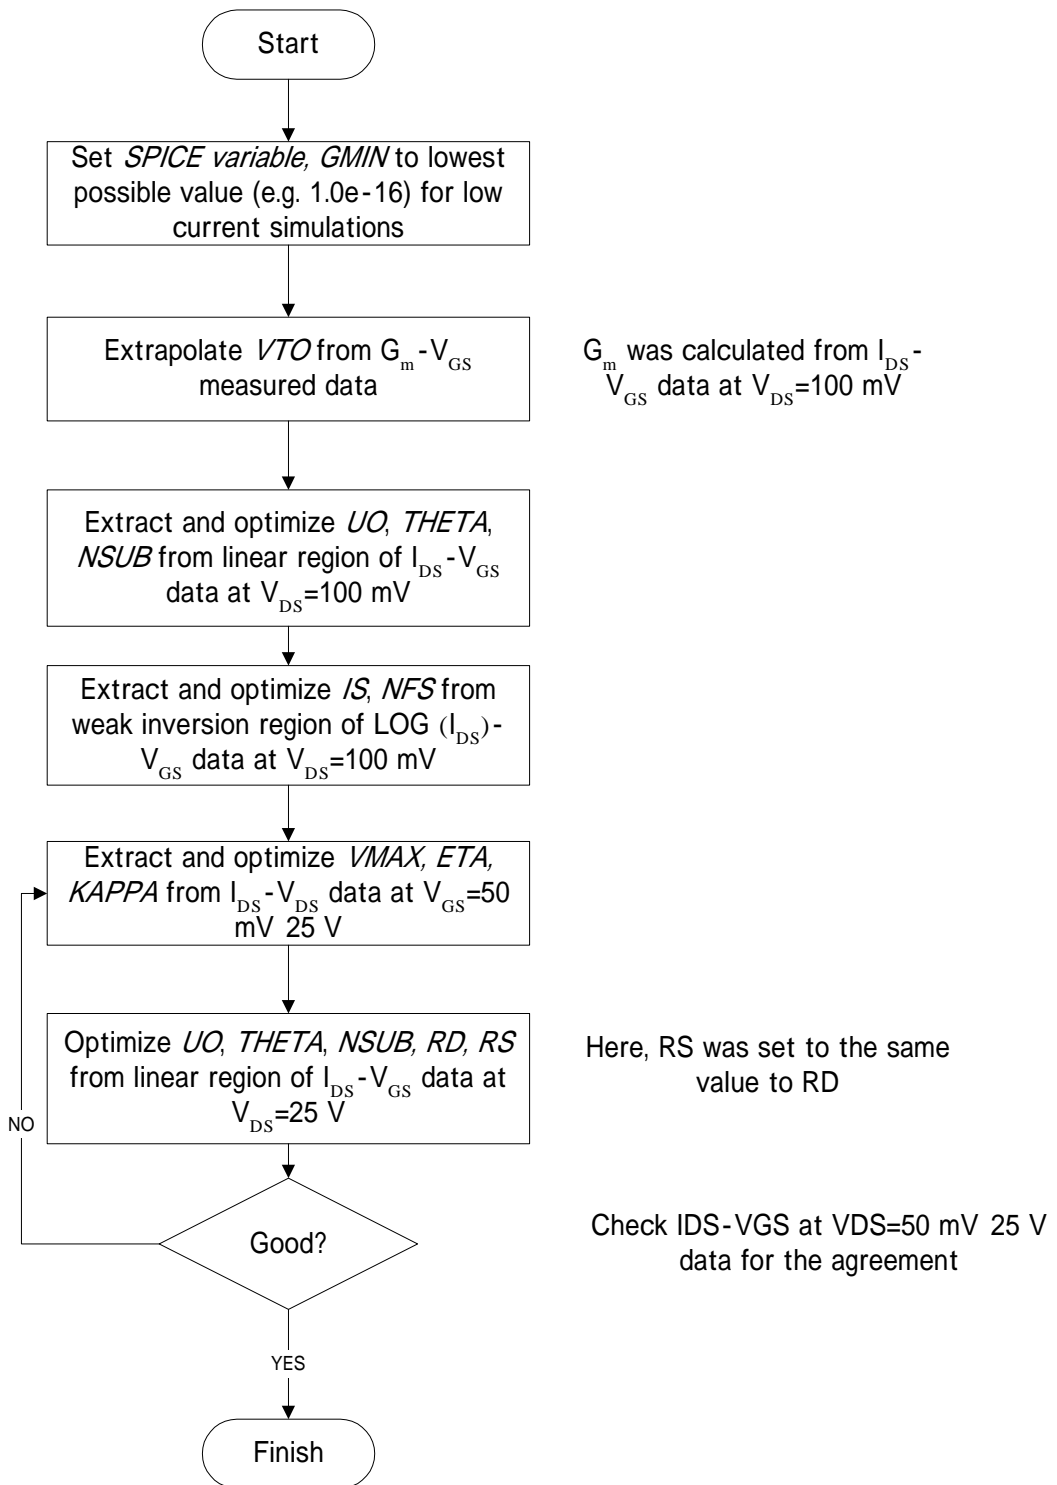 Start
Set SPICE variable, GMIN to lowest
possible value (e.g. 1.0e-16) for low
current simulations
Extrapolate VTO from Gm-VGS
measured data
Gm was calculated from IDS-
VGS data at VDS=100 mV
Extract and optimize UO, THETA,
NSUB from linear region of IDS-VGS
data at VDS=100 mV
Extract and optimize IS, NFS from
weak inversion region of LOG (IDS)-
VGS data at VDS=100 mV
Extract and optimize VMAX, ETA,
KAPPA from IDS-VDS data at VGS=50
mV 25 V
Optimize UO, THETA, NSUB, RD, RS
from linear region of IDS-VGS data at
VDS=25 V
Here, RS was set to the same
value to RD
NO
Good?
Check IDS-VGS at VDS=50 mV 25 V
data for the agreement
YES
Finish